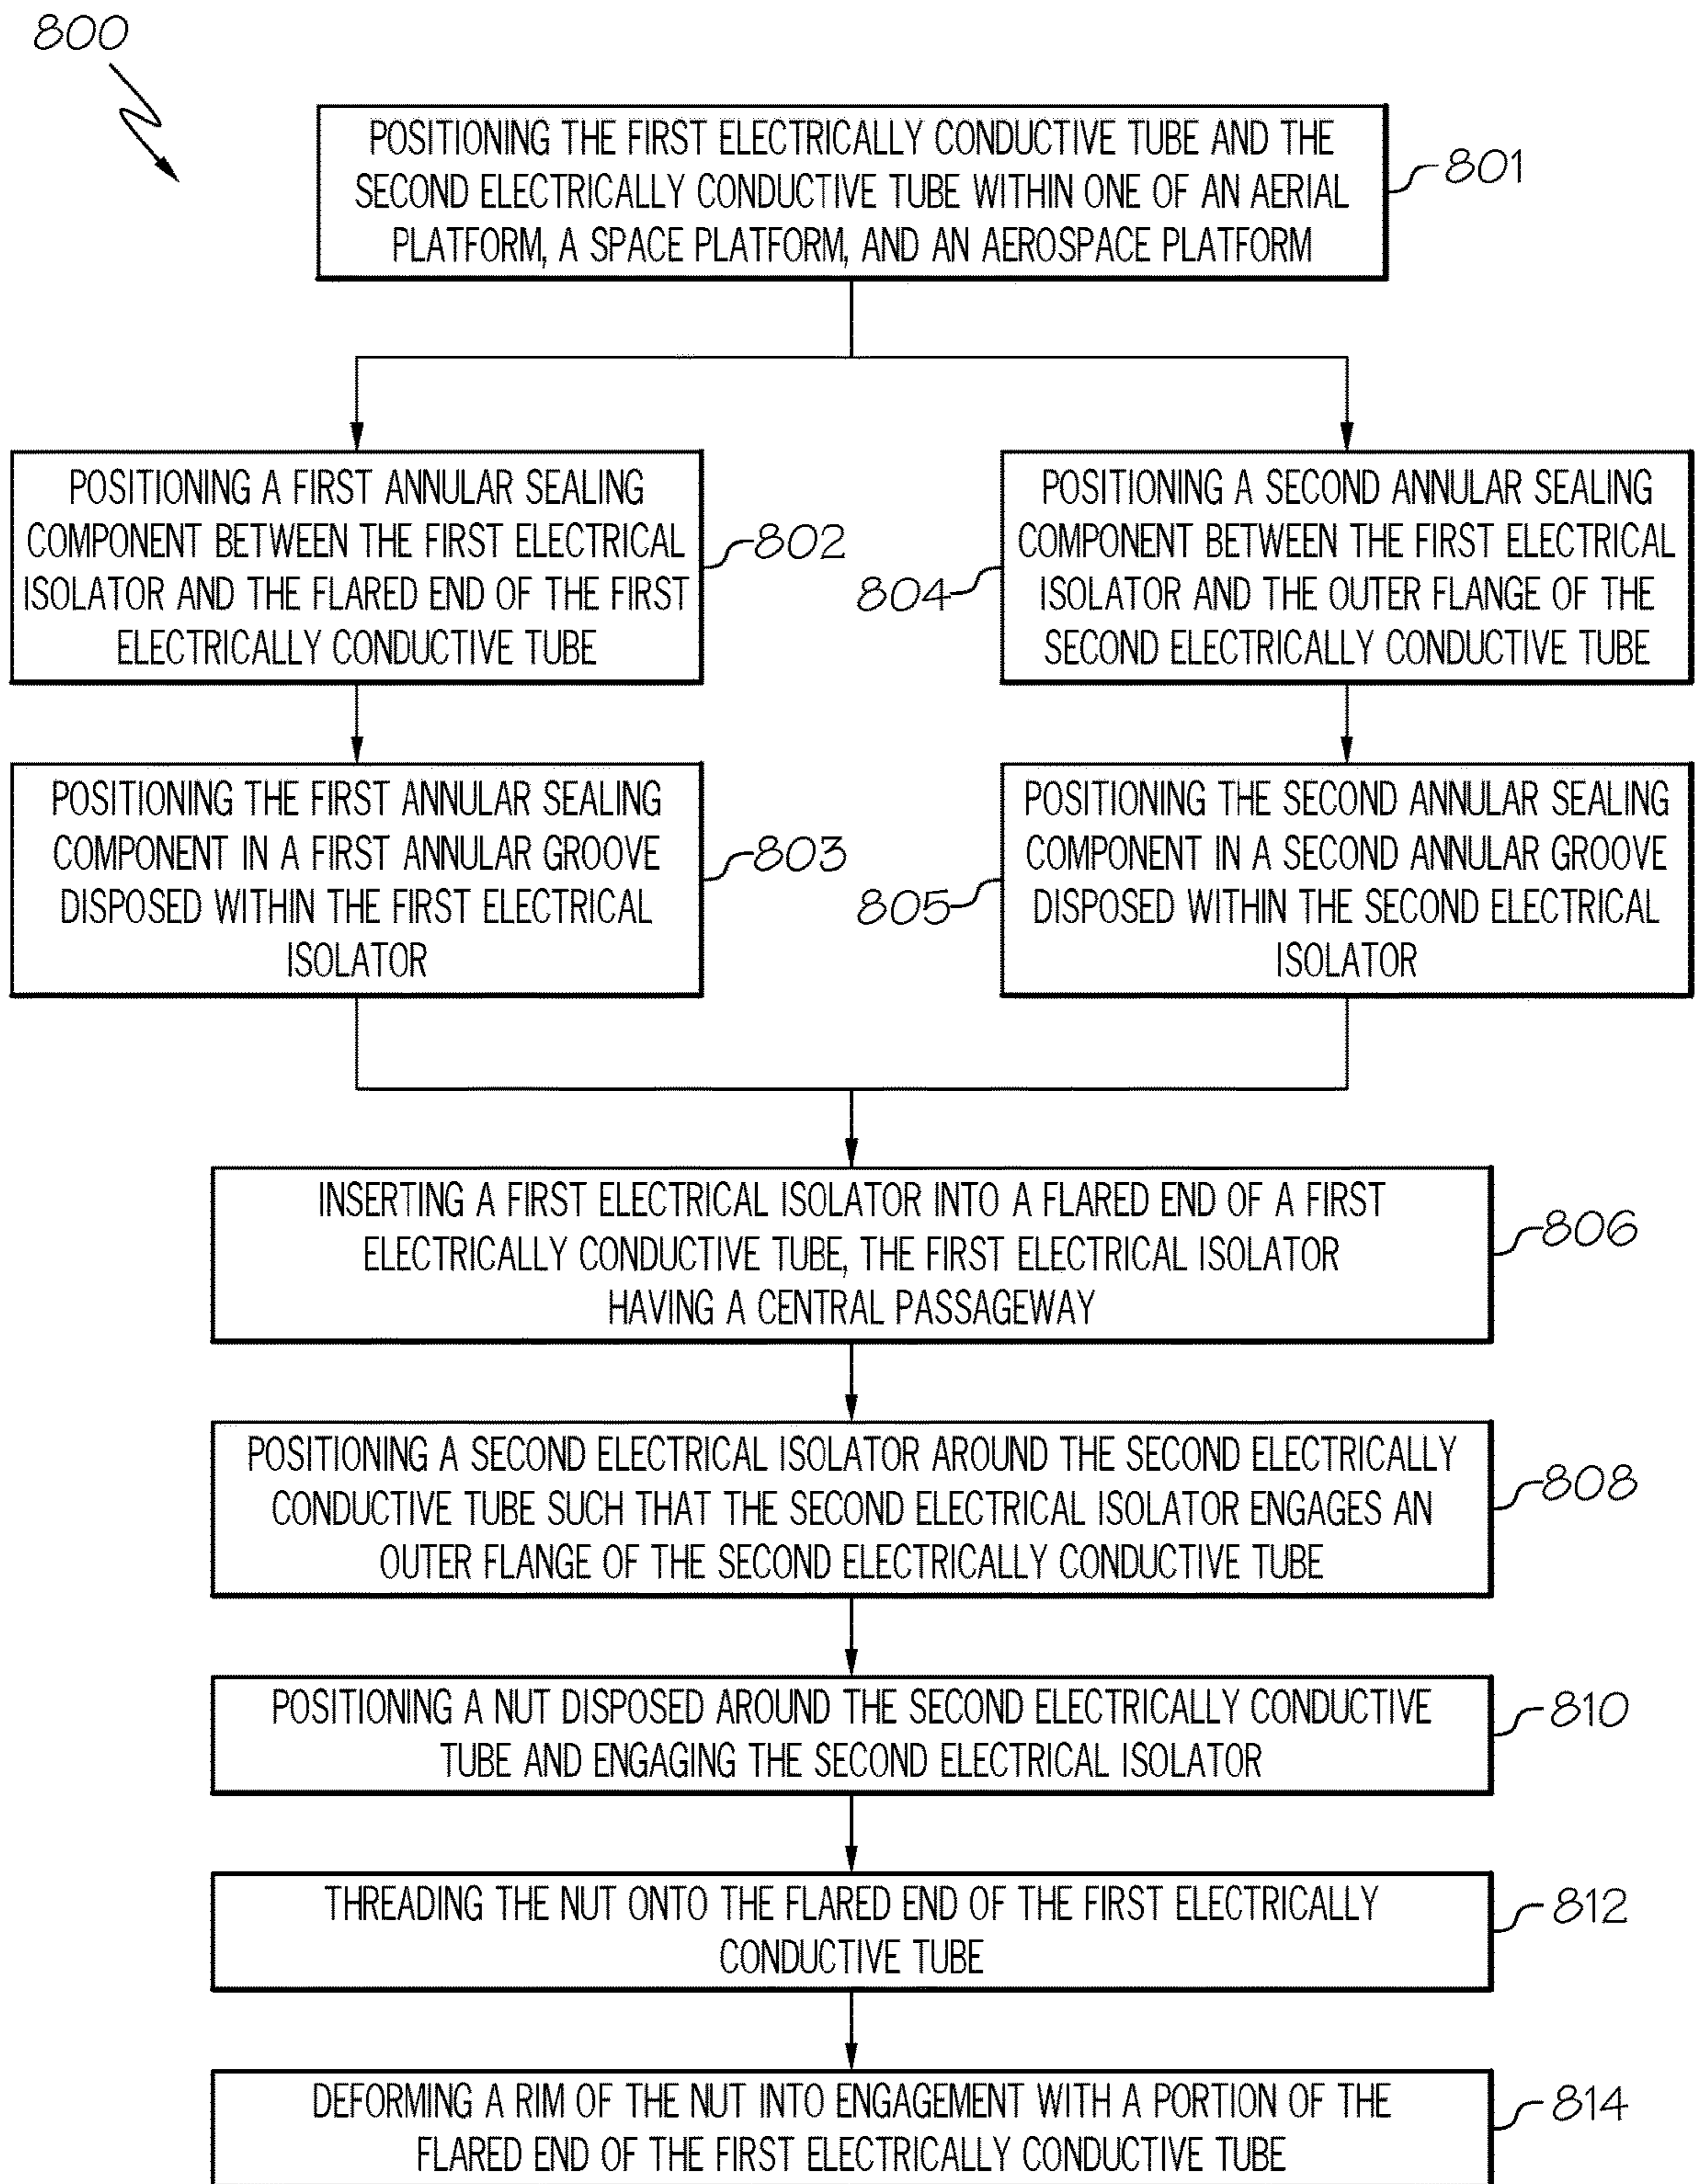 800
POSITIONING THE FIRST ELECTRICALLY CONDUCTIVE TUBE AND THE
SECOND ELECTRICALLY CONDUCTIVE TUBE WITHIN ONE OF AN AERIAL
PLATFORM, A SPACE PLATFORM, AND AN AEROSPACE PLATFORM
801
POSITIONING A FIRST ANNULAR SEALING
COMPONENT BETWEEN THE FIRST ELECTRICAL
ISOLATOR AND THE FLARED END OF THE FIRST
ELECTRICALLY CONDUCTIVE TUBE
802
804
POSITIONING A SECOND ANNULAR SEALING
COMPONENT BETWEEN THE FIRST ELECTRICAL
ISOLATOR AND THE OUTER FLANGE OF THE
SECOND ELECTRICALLY CONDUCTIVE TUBE
POSITIONING THE FIRST ANNULAR SEALING
COMPONENT IN A FIRST ANNULAR GROOVE
DISPOSED WITHIN THE FIRST ELECTRICAL
ISOLATOR
803
805
POSITIONING THE SECOND ANNULAR SEALING
COMPONENT IN A SECOND ANNULAR GROOVE
DISPOSED WITHIN THE SECOND ELECTRICAL
ISOLATOR
INSERTING A FIRST ELECTRICAL ISOLATOR INTO A FLARED END OF A FIRST
ELECTRICALLY CONDUCTIVE TUBE, THE FIRST ELECTRICAL ISOLATOR
HAVING A CENTRAL PASSAGEWAY
806
POSITIONING A SECOND ELECTRICAL ISOLATOR AROUND THE SECOND ELECTRICALLY
CONDUCTIVE TUBE SUCH THAT THE SECOND ELECTRICAL ISOLATOR ENGAGES AN
OUTER FLANGE OF THE SECOND ELECTRICALLY CONDUCTIVE TUBE
808
POSITIONING A NUT DISPOSED AROUND THE SECOND ELECTRICALLY CONDUCTIVE
TUBE AND ENGAGING THE SECOND ELECTRICAL ISOLATOR
810
THREADING THE NUT ONTO THE FLARED END OF THE FIRST ELECTRICALLY
CONDUCTIVE TUBE
812
DEFORMING A RIM OF THE NUT INTO ENGAGEMENT WITH A PORTION OF THE
FLARED END OF THE FIRST ELECTRICALLY CONDUCTIVE TUBE
814